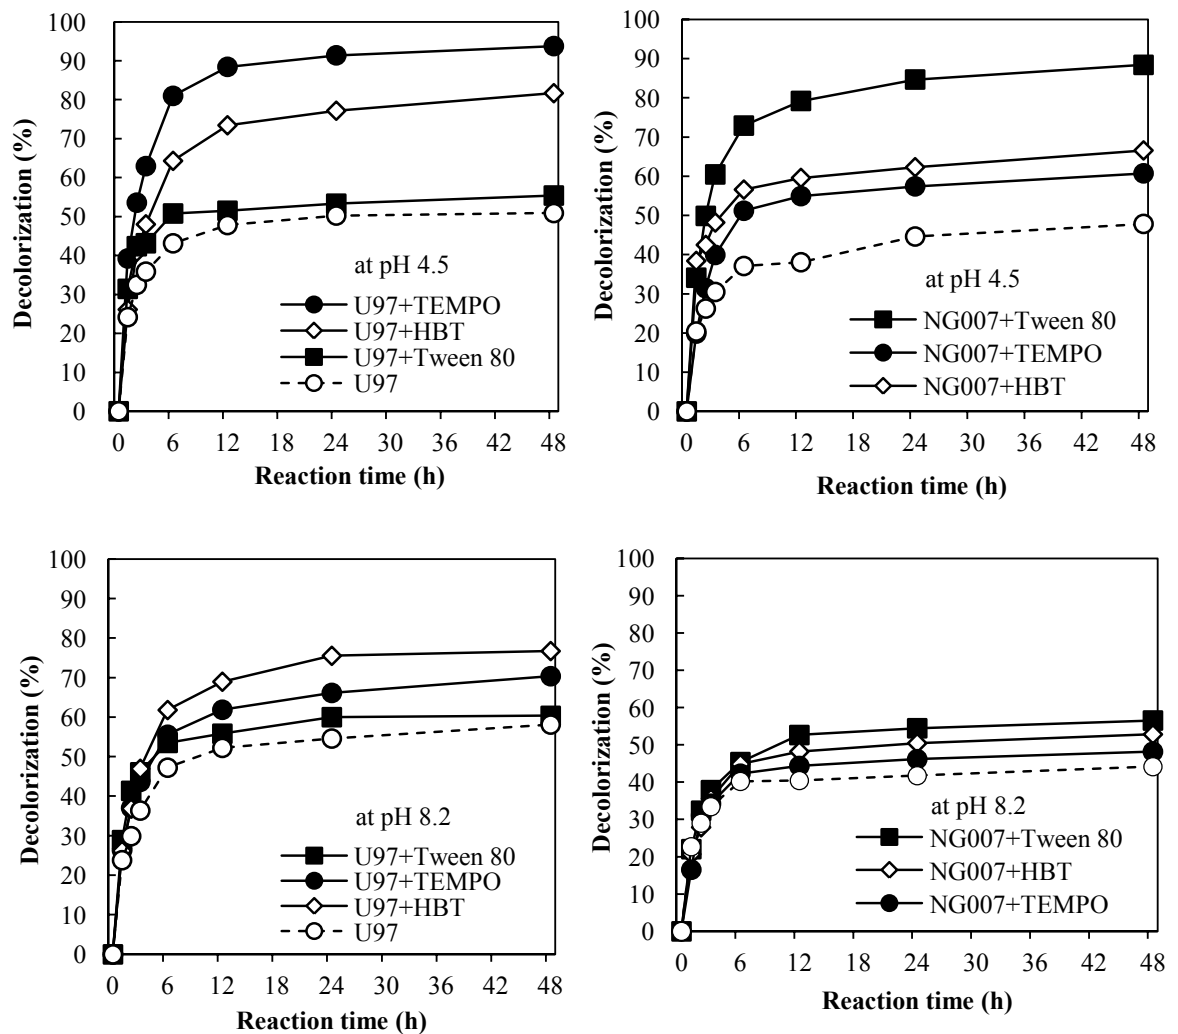 100
90
80
70
60
50
40
30
20
10
0
Decolorization (%)
at pH 4.5
U97+TEMPO
U97+HBT
U97+Tween 80
U97
0 6 12 18 24 30 36 42 48
Reaction time (h)
100
90
80
70
60
50
40
30
20
10
0
Decolorization (%)
at pH 4.5
NG007+Tween 80
NG007+TEMPO
NG007+HBT
0 6 12 18 24 30 36 42 48
Reaction time (h)
100
90
80
70
60
50
40
30
20
10
0
Decolorization (%)
at pH 8.2
U97+Tween 80
U97+TEMPO
U97+HBT
U97
0 6 12 18 24 30 36 42 48
Reaction time (h)
100
90
80
70
60
50
40
30
20
10
0
Decolorization (%)
at pH 8.2
NG007+Tween 80
NG007+HBT
NG007+TEMPO
0 6 12 18 24 30 36 42 48
Reaction time (h)